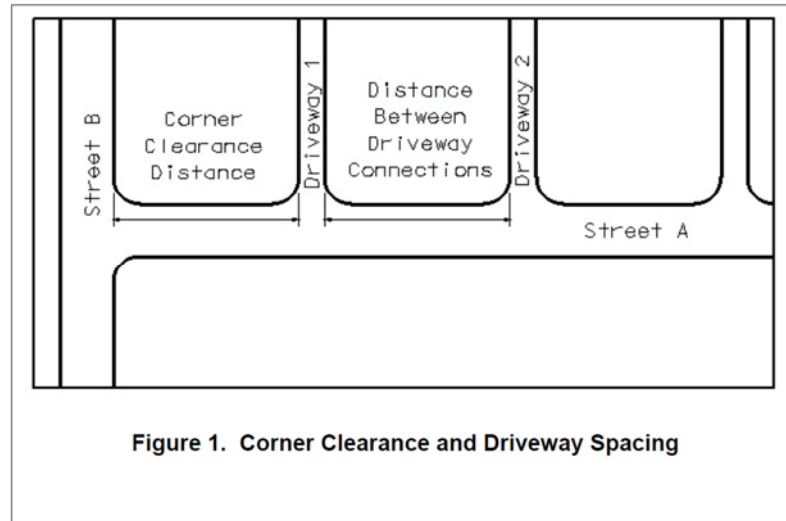 Street B
Corner
Clearance
Distance
Driveway 1
Distance
Between
Driveway
Connections
Driveway 2
Street A
Figure 1. Corner Clearance and Driveway Spacing